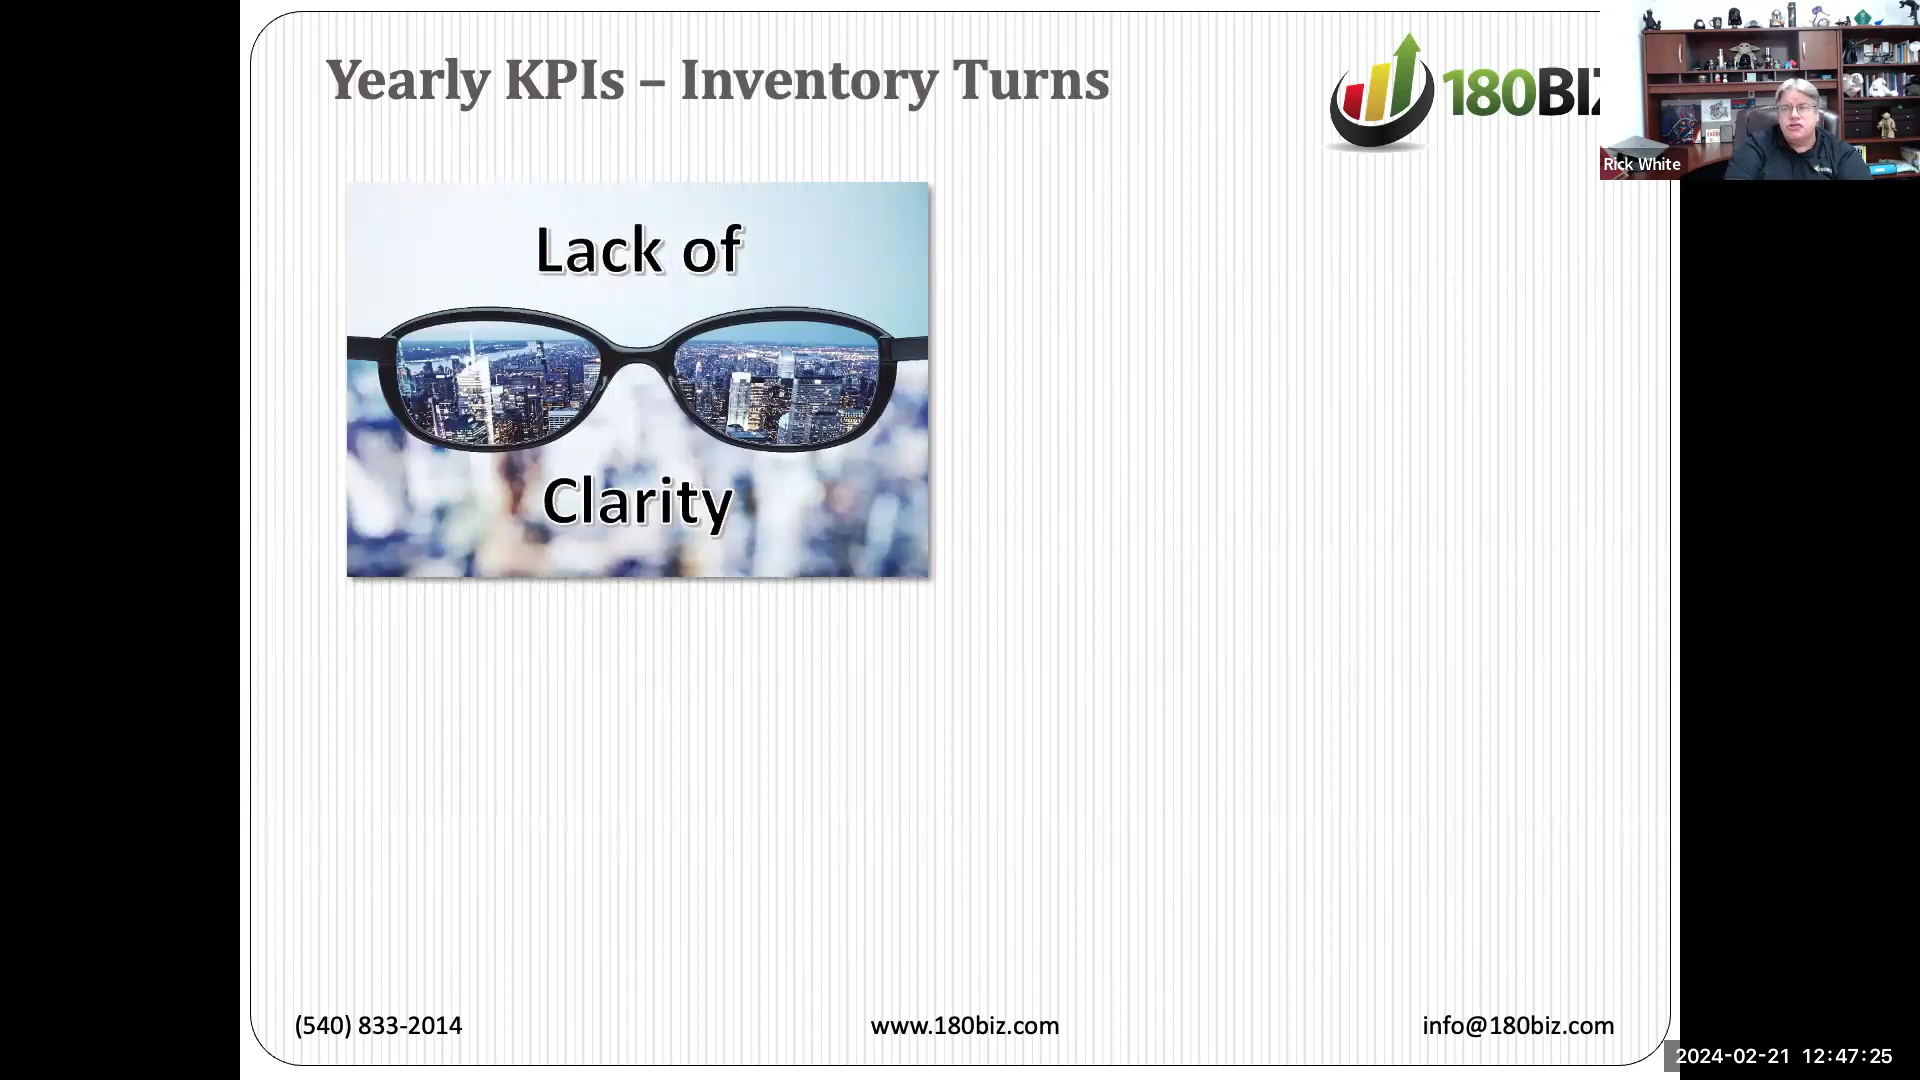 Yearly KPIs – Inventory Turns
180BIZ
Rick White
Lack of
Clarity
(540) 833-2014
www.180biz.com
info@180biz.com
2024-02-21 12:47:25